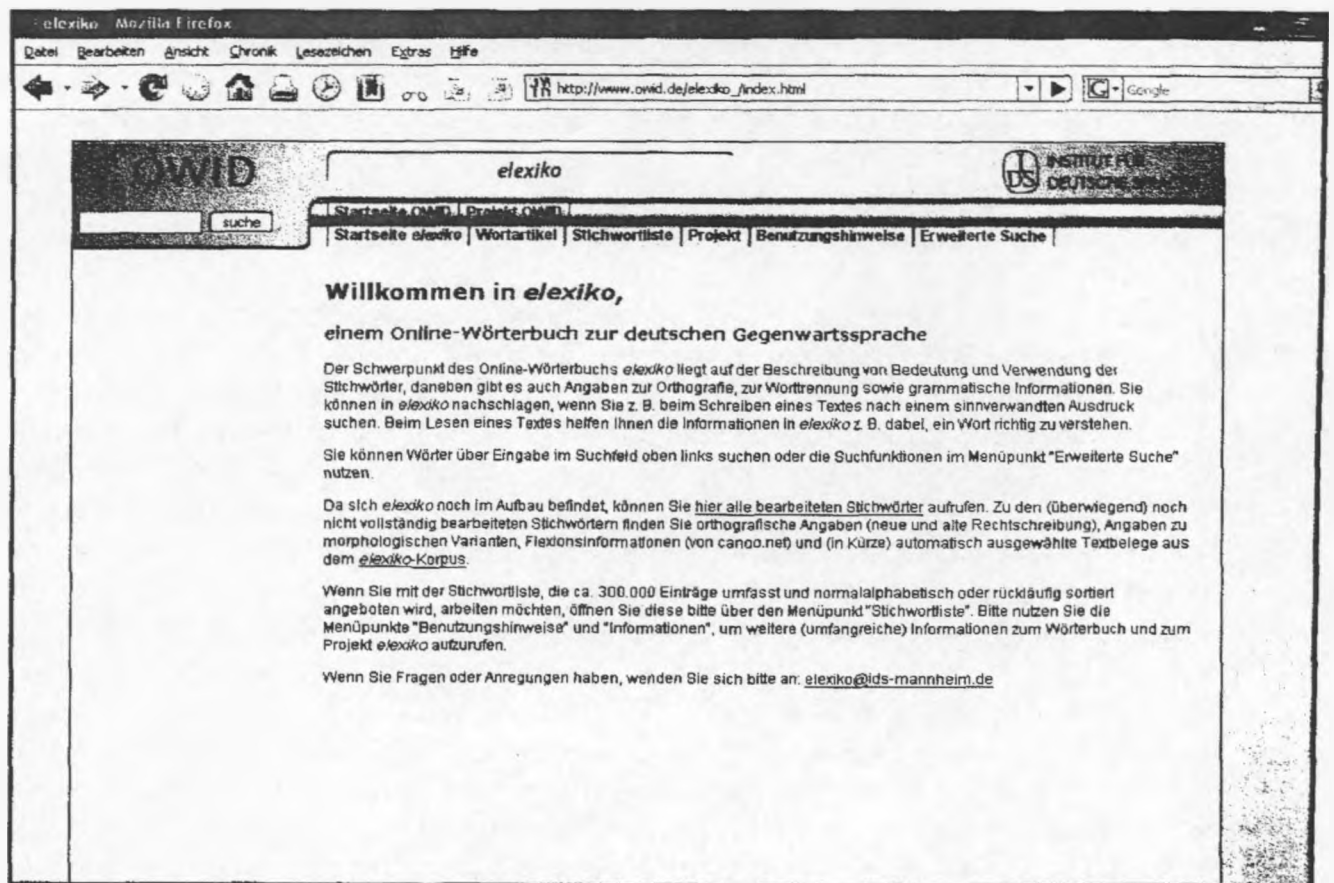 elexiko - Mozilla Firefox
Datei Bearbeiten Ansicht Chronik Lesezeichen Extras Hilfe
http://www.owid.de/elexiko_/index.html Google
OWID elexiko INSTITUT FÜR
DEUTSCHE SPRACHE
suche
Startseite OWID | Projekt OWID
Startseite elexiko | Wortartikel | Stichwortliste | Projekt | Benutzungshinweise | Erweiterte Suche
Willkommen in elexiko,
einem Online-Wörterbuch zur deutschen Gegenwartssprache
Der Schwerpunkt des Online-Wörterbuchs elexiko liegt auf der Beschreibung von Bedeutung und Verwendung der
Stichwörter, daneben gibt es auch Angaben zur Orthografie, zur Worttrennung sowie grammatische Informationen. Sie
können in elexiko nachschlagen, wenn Sie z. B. beim Schreiben eines Textes nach einem sinnverwandten Ausdruck
suchen. Beim Lesen eines Textes helfen Ihnen die Informationen in elexiko z. B. dabei, ein Wort richtig zu verstehen.
Sie können Wörter über Eingabe im Suchfeld oben links suchen oder die Suchfunktionen im Menüpunkt "Erweiterte Suche"
nutzen.
Da sich elexiko noch im Aufbau befindet, können Sie hier alle bearbeiteten Stichwörter aufrufen. Zu den (überwiegend) noch
nicht vollständig bearbeiteten Stichwörtern finden Sie orthografische Angaben (neue und alte Rechtschreibung), Angaben zu
morphologischen Varianten, Flexionsinformationen (von canoo.net) und (in Kürze) automatisch ausgewählte Textbelege aus
dem elexiko-Korpus.
Wenn Sie mit der Stichwortliste, die ca. 300.000 Einträge umfasst und normalalphabetisch oder rückläufig sortiert
angeboten wird, arbeiten möchten, öffnen Sie diese bitte über den Menüpunkt "Stichwortliste". Bitte nutzen Sie die
Menüpunkte "Benutzungshinweise" und "Informationen", um weitere (umfangreiche) Informationen zum Wörterbuch und zum
Projekt elexiko aufzurufen.
Wenn Sie Fragen oder Anregungen haben, wenden Sie sich bitte an: elexiko@ids-mannheim.de